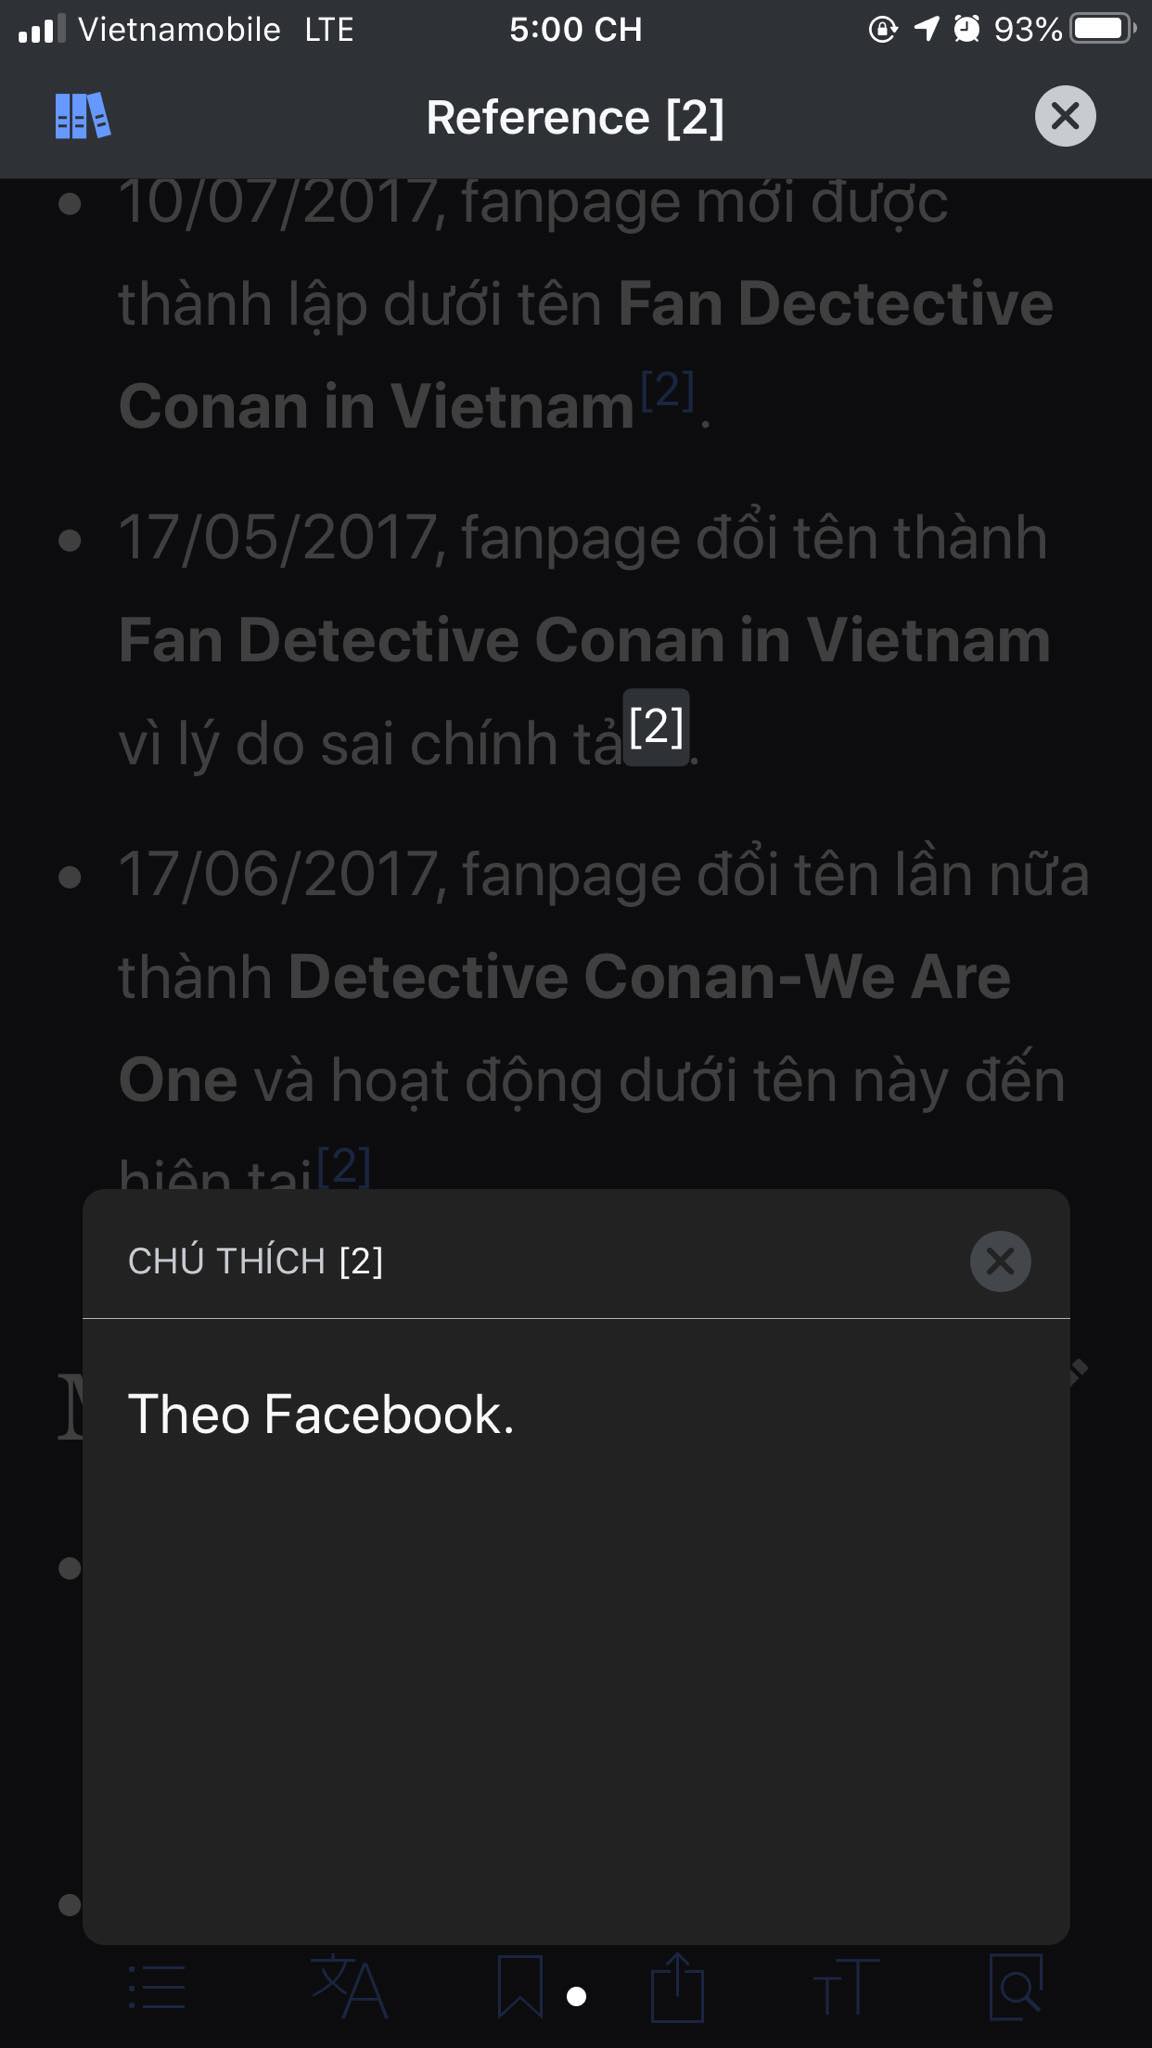 Vietnamobile LTE 5:00 CH 93%
Reference [2]
10/07/2017, fanpage mới được
thành lập dưới tên Fan Dectective
Conan in Vietnam[2].
17/05/2017, fanpage đổi tên thành
Fan Detective Conan in Vietnam
vì lý do sai chính tả[2].
17/06/2017, fanpage đổi tên lần nữa
thành Detective Conan-We Are
One và hoạt động dưới tên này đến
hiện tại[2]
CHÚ THÍCH [2]
Theo Facebook.